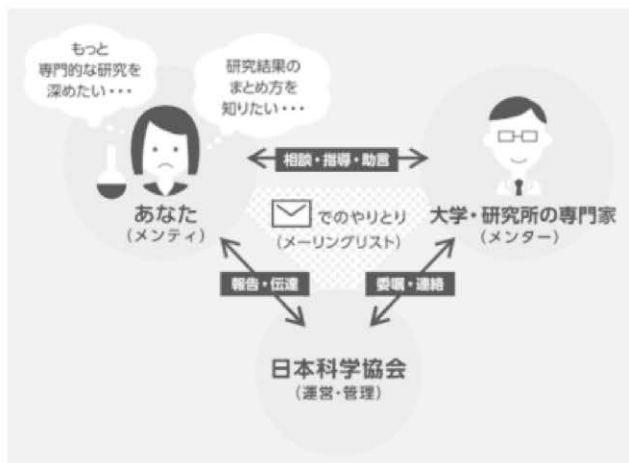 もっと
専門的な研究を
深めたい・・・
研究結果の
まとめ方を
知りたい・・・
相談・指導・助言
あなた
(メンティ)
でのやりとり
(メーリングリスト)
大学・研究所の専門家
(メンター)
報告・伝達
委嘱・連絡
日本科学協会
(運営・管理)